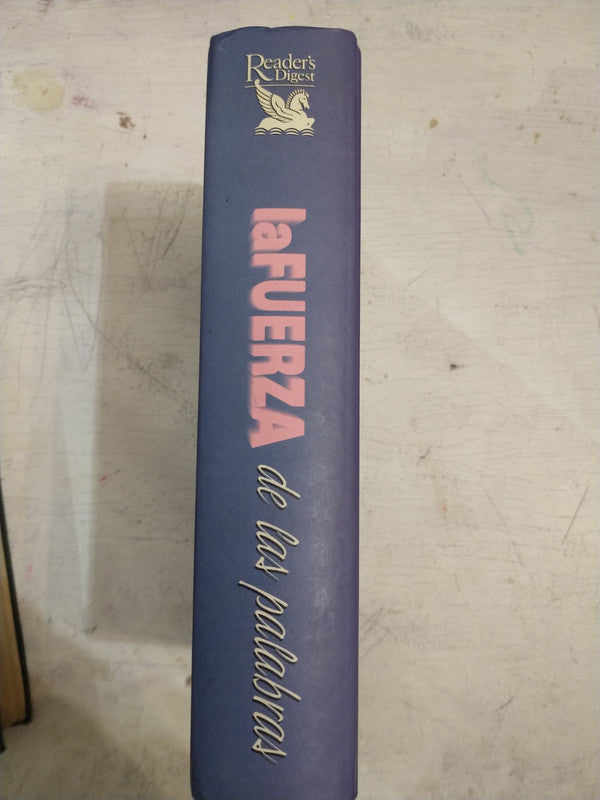 Reader's
Digest
laFUERZA de las palabras